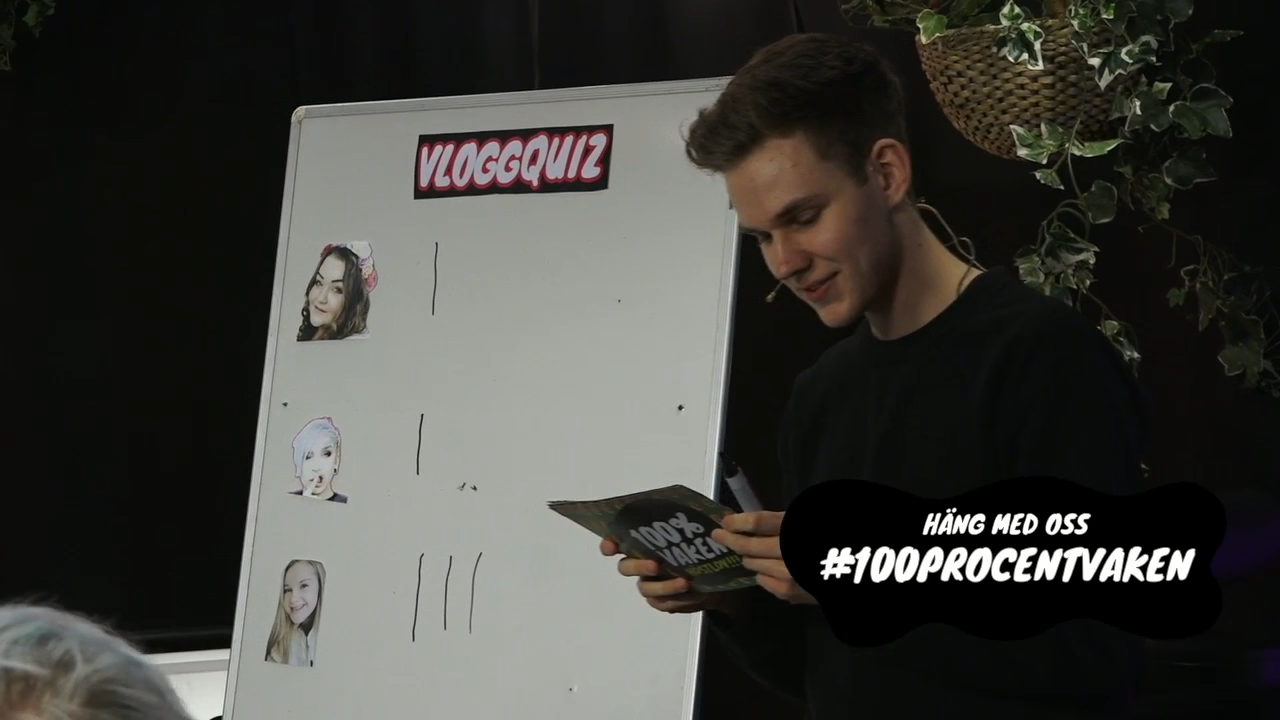 VLOGGQUIZ
100%
VAKEN
HÄNG MED OSS
#100PROCENTVAKEN